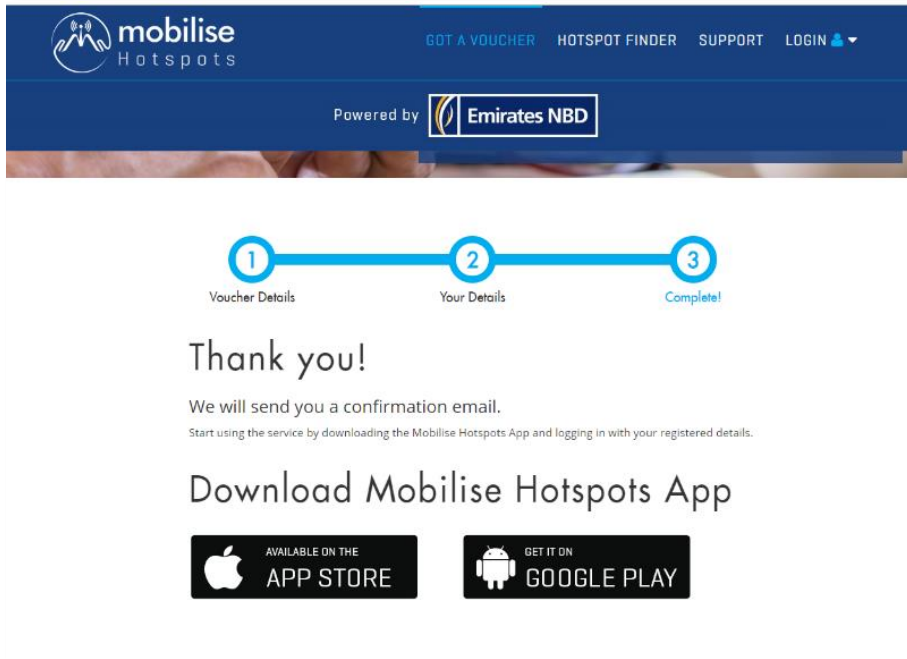 mobilise
Hotspots
GOT A VOUCHER HOTSPOT FINDER SUPPORT LOGIN
Powered by Emirates NBD
1 2 3
Voucher Details Your Details Complete!
Thank you!
We will send you a confirmation email.
Start using the service by downloading the Mobilise Hotspots App and logging in with your registered details.
Download Mobilise Hotspots App
AVAILABLE ON THE
APP STORE
GET IT ON
GOOGLE PLAY